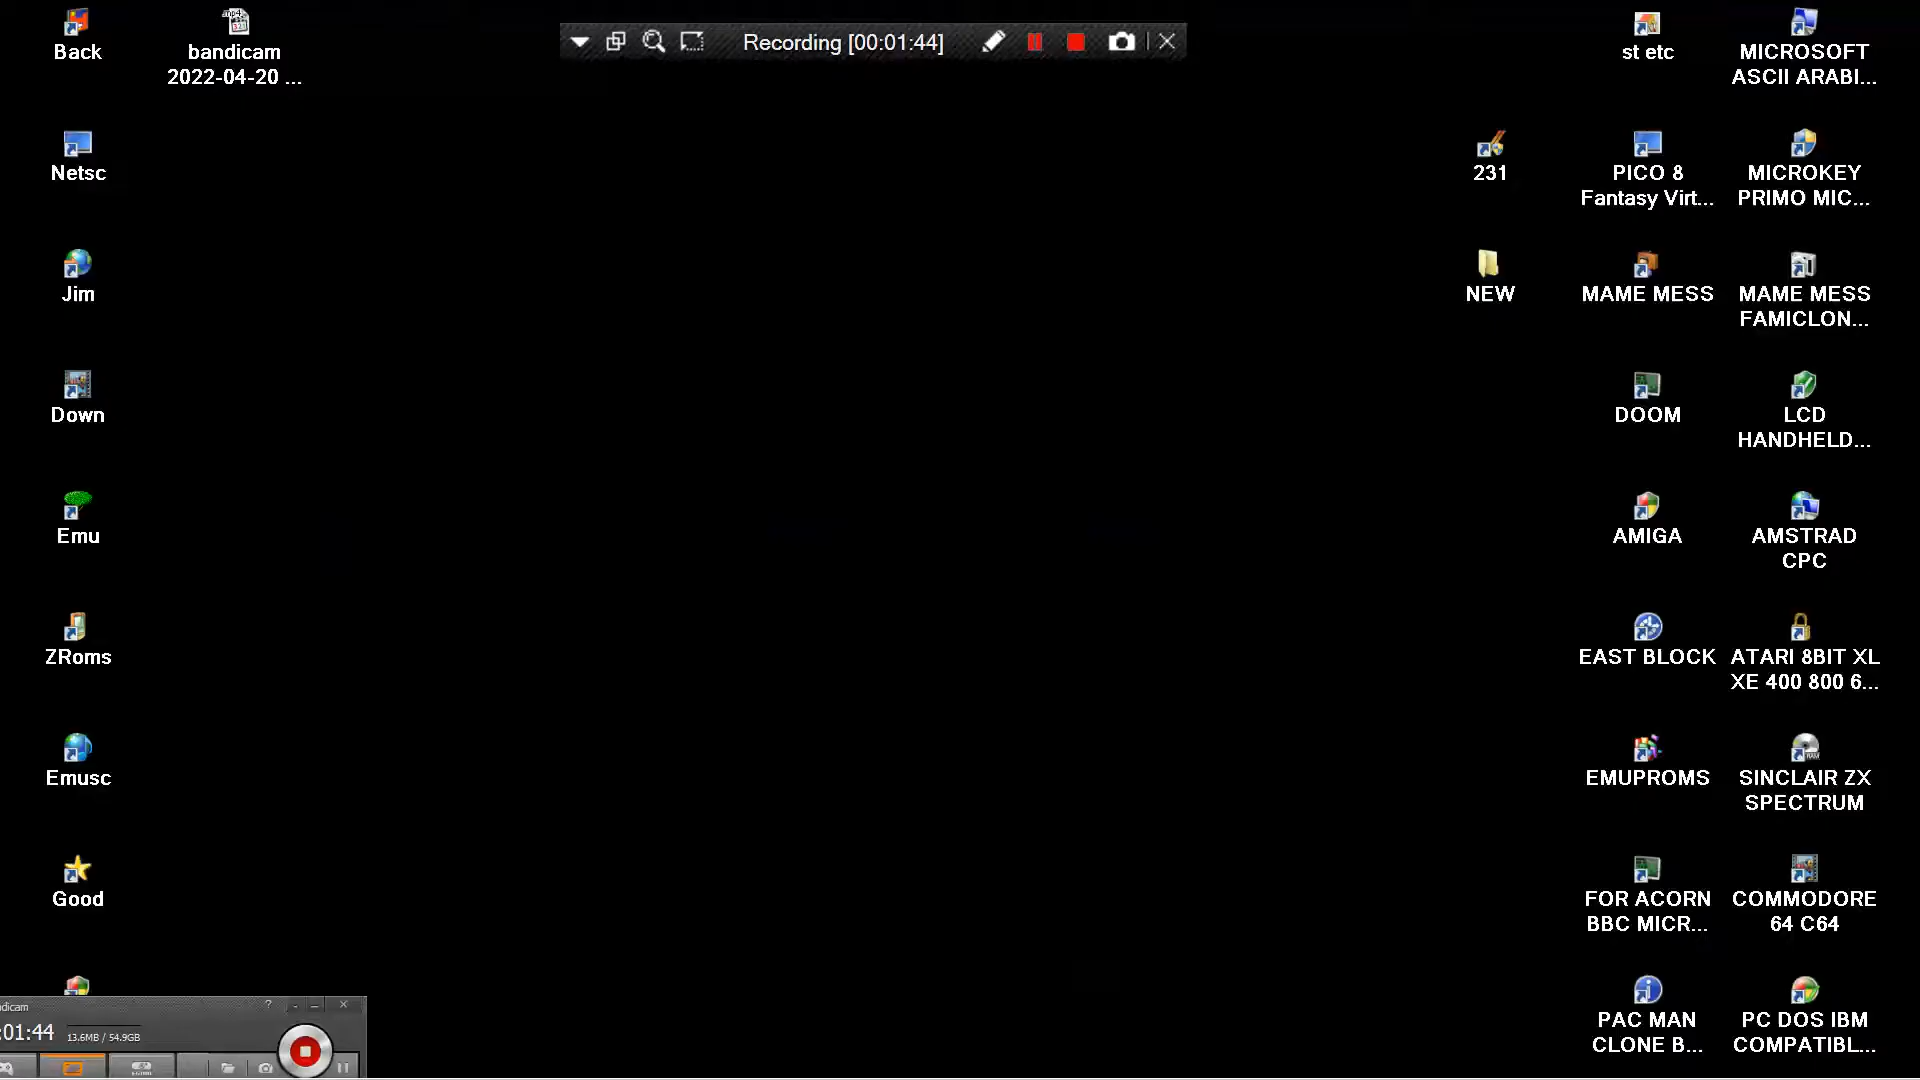 Back
bandicam
2022-04-20 ...
Recording [00:01:44]
st etc
MICROSOFT
ASCII ARABI...
Netsc
231
PICO 8
Fantasy Virt...
MICROKEY
PRIMO MIC...
Jim
NEW
MAME MESS
MAME MESS
FAMICLON...
Down
DOOM
LCD
HANDHELD...
Emu
AMIGA
AMSTRAD
CPC
ZRoms
EAST BLOCK
ATARI 8BIT XL
XE 400 800 6...
Emusc
EMUPROMS
SINCLAIR ZX
SPECTRUM
Good
FOR ACORN
BBC MICR...
COMMODORE
64 C64
PAC MAN
CLONE B...
PC DOS IBM
COMPATIBL...
dicam
:01:44
13.6MB / 54.9GB